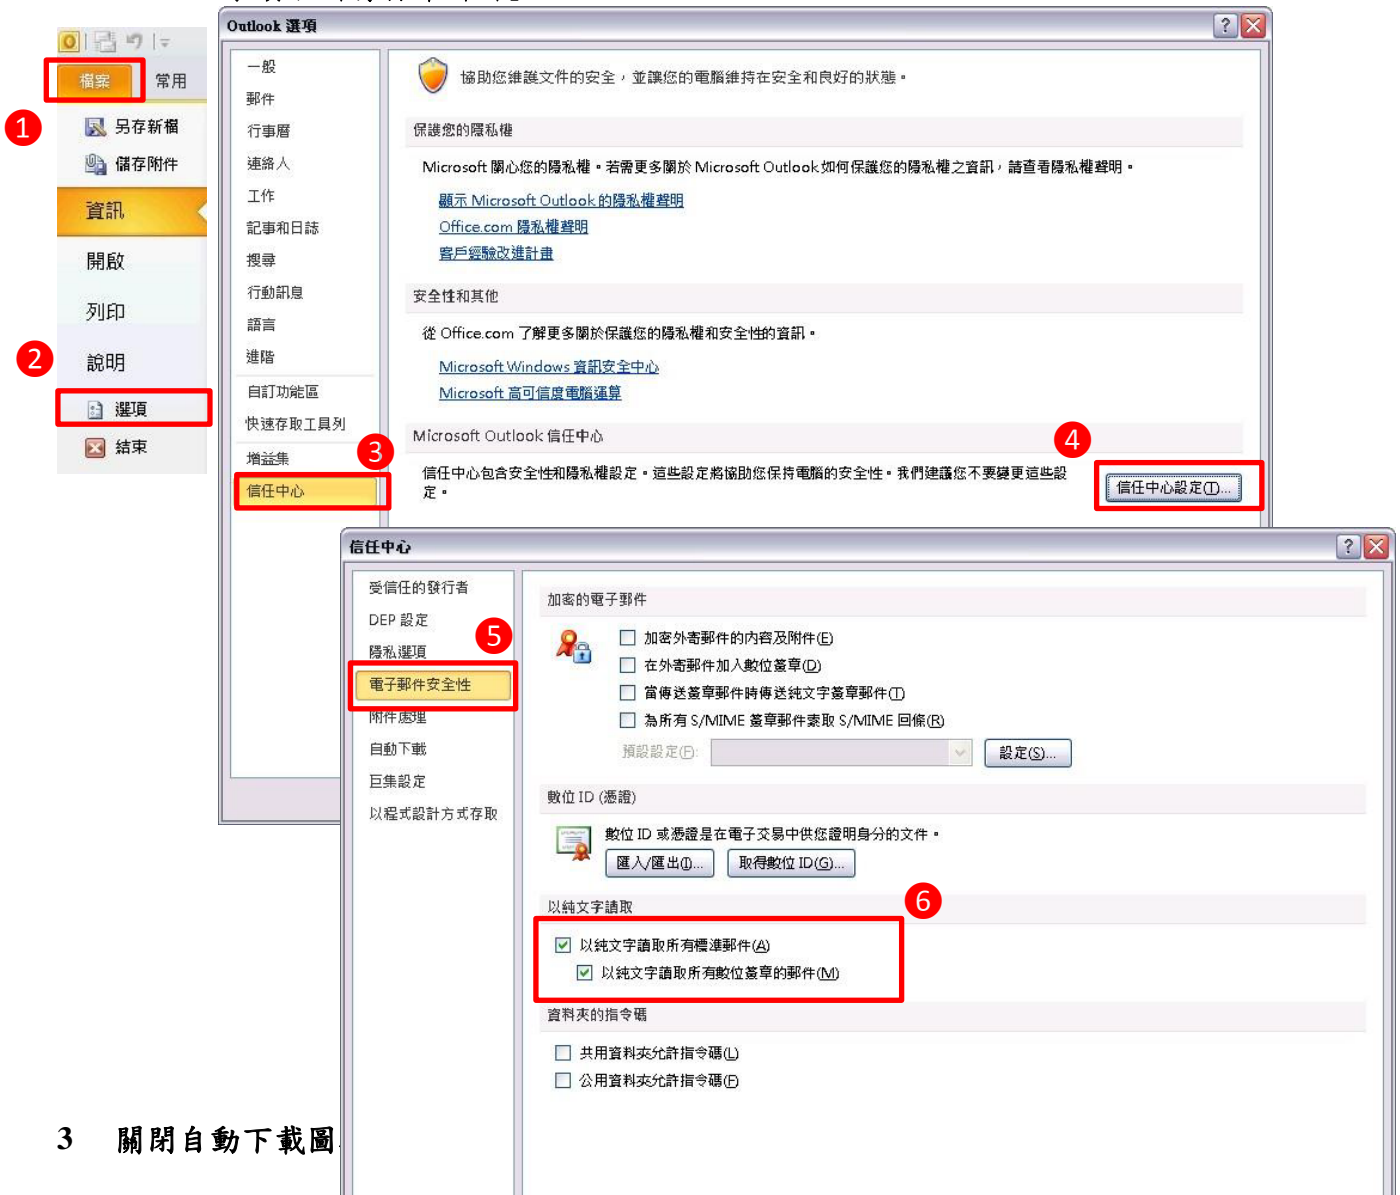 Outlook 選項
檔案
常用
1
另存新檔
儲存附件
資訊
開啟
列印
2
說明
選項
結束
一般
郵件
行事曆
連絡人
工作
記事和日誌
搜尋
行動訊息
語言
進階
自訂功能區
快速存取工具列
增益集
3
信任中心
協助您維護文件的安全，並讓您的電腦維持在安全和良好的狀態。
保護您的隱私權
Microsoft 關心您的隱私權。若需更多關於 Microsoft Outlook 如何保護您的隱私權之資訊，請查看隱私權聲明。
顯示 Microsoft Outlook 的隱私權聲明
Office.com 隱私權聲明
客戶經驗改進計畫
安全性和其他
從 Office.com 了解更多關於保護您的隱私權和安全性的資訊。
Microsoft Windows 資訊安全中心
Microsoft 高可信度電腦運算
Microsoft Outlook 信任中心
4
信任中心包含安全性和隱私權設定。這些設定將協助您保持電腦的安全性。我們建議您不要變更這些設
定。
信任中心設定(T)...
信任中心
受信任的發行者
DEP 設定
5
隱私選項
電子郵件安全性
附件處理
自動下載
巨集設定
以程式設計方式存取
加密的電子郵件
加密外寄郵件的內容及附件(E)
在外寄郵件加入數位簽章(D)
當傳送簽章郵件時傳送純文字簽章郵件(T)
為所有 S/MIME 簽章郵件索取 S/MIME 回條(R)
預設設定(F):
設定(S)...
數位 ID (憑證)
數位 ID 或憑證是在電子交易中供您證明身分的文件。
匯入/匯出(I)...
取得數位 ID(G)...
以純文字讀取
6
以純文字讀取所有標準郵件(A)
以純文字讀取所有數位簽章的郵件(M)
資料夾的指令碼
共用資料夾允許指令碼(L)
公用資料夾允許指令碼(F)
3 關閉自動下載圖